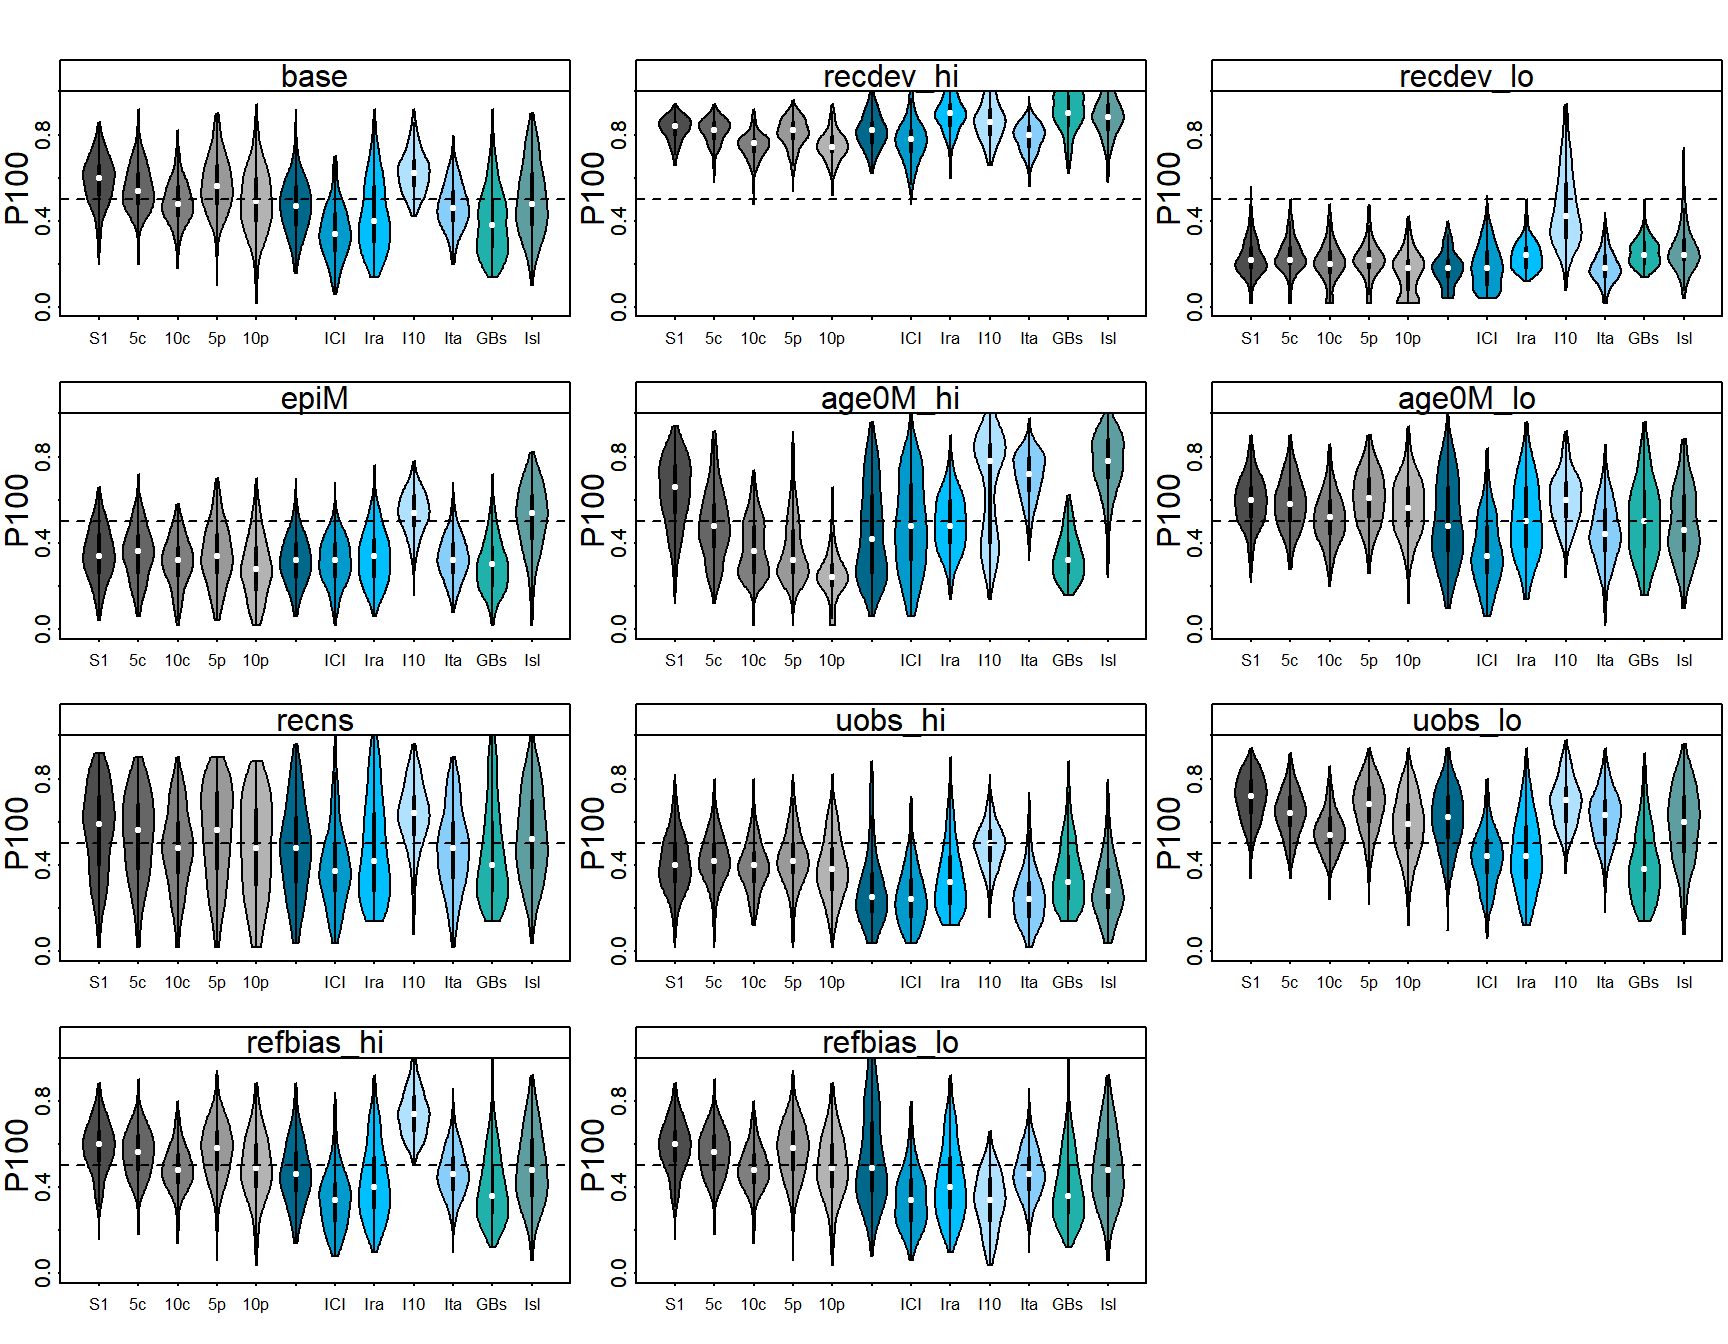 base
recdev_hi
recdev_lo
P100
0.0 0.4 0.8
S1 5c 10c 5p 10p ICI Ira I10 Ita GBs Isl
P100
0.0 0.4 0.8
S1 5c 10c 5p 10p ICI Ira I10 Ita GBs Isl
P100
0.0 0.4 0.8
S1 5c 10c 5p 10p ICI Ira I10 Ita GBs Isl
epiM
age0M_hi
age0M_lo
P100
0.0 0.4 0.8
S1 5c 10c 5p 10p ICI Ira I10 Ita GBs Isl
P100
0.0 0.4 0.8
S1 5c 10c 5p 10p ICI Ira I10 Ita GBs Isl
P100
0.0 0.4 0.8
S1 5c 10c 5p 10p ICI Ira I10 Ita GBs Isl
recns
uobs_hi
uobs_lo
P100
0.0 0.4 0.8
S1 5c 10c 5p 10p ICI Ira I10 Ita GBs Isl
P100
0.0 0.4 0.8
S1 5c 10c 5p 10p ICI Ira I10 Ita GBs Isl
P100
0.0 0.4 0.8
S1 5c 10c 5p 10p ICI Ira I10 Ita GBs Isl
refbias_hi
refbias_lo
P100
0.0 0.4 0.8
S1 5c 10c 5p 10p ICI Ira I10 Ita GBs Isl
P100
0.0 0.4 0.8
S1 5c 10c 5p 10p ICI Ira I10 Ita GBs Isl